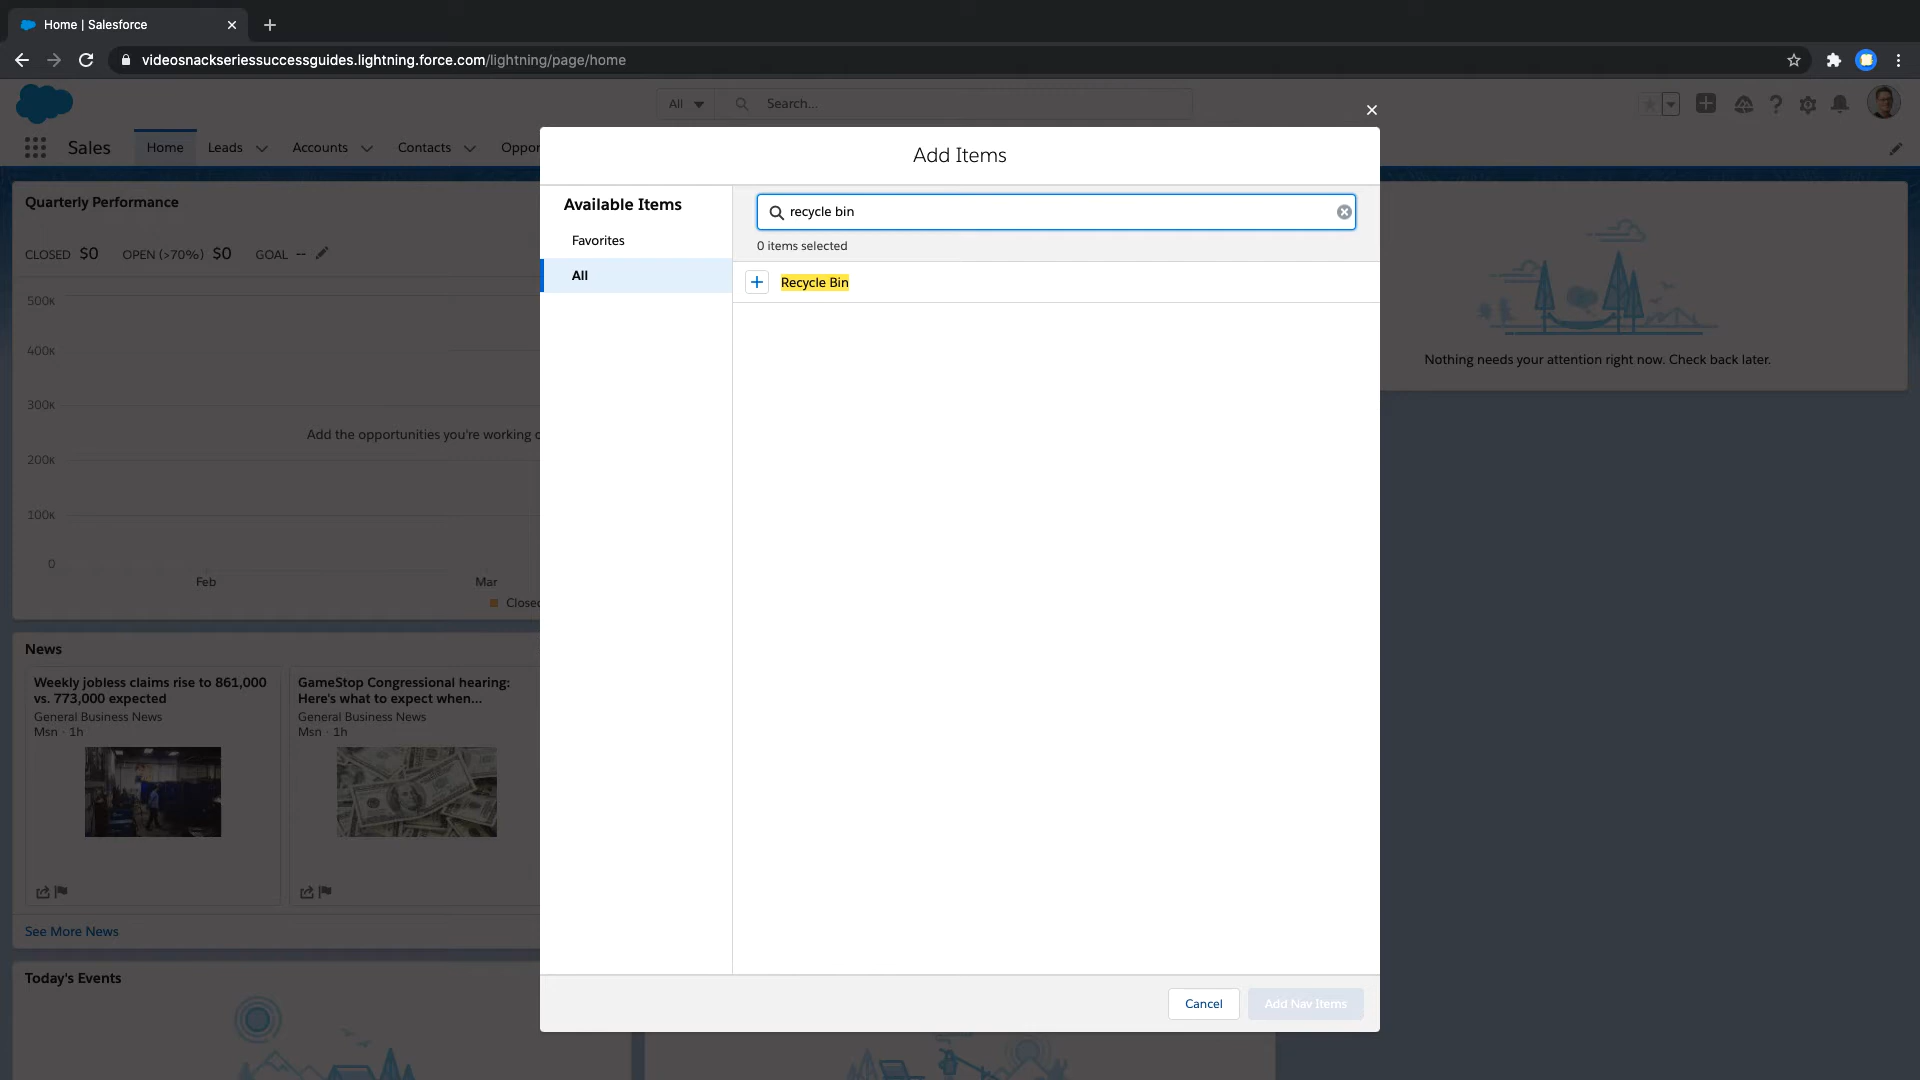 Home | Salesforce
videosnackseriessuccessguides.lightning.force.com/lightning/page/home
All
Search...
Sales
Home
Leads
Accounts
Contacts
Oppor
Add Items
Available Items
Favorites
All
recycle bin
0 items selected
Recycle Bin
Cancel
Add Nav Items
Quarterly Performance
CLOSED $0 OPEN (>70%) $0 GOAL --
500K
400K
300K
Add the opportunities you're working o
200K
100K
0
Feb
Mar
Closed
Nothing needs your attention right now. Check back later.
News
Weekly jobless claims rise to 861,000
vs. 773,000 expected
General Business News
Msn · 1h
GameStop Congressional hearing:
Here's what to expect when...
General Business News
Msn · 1h
See More News
Today's Events